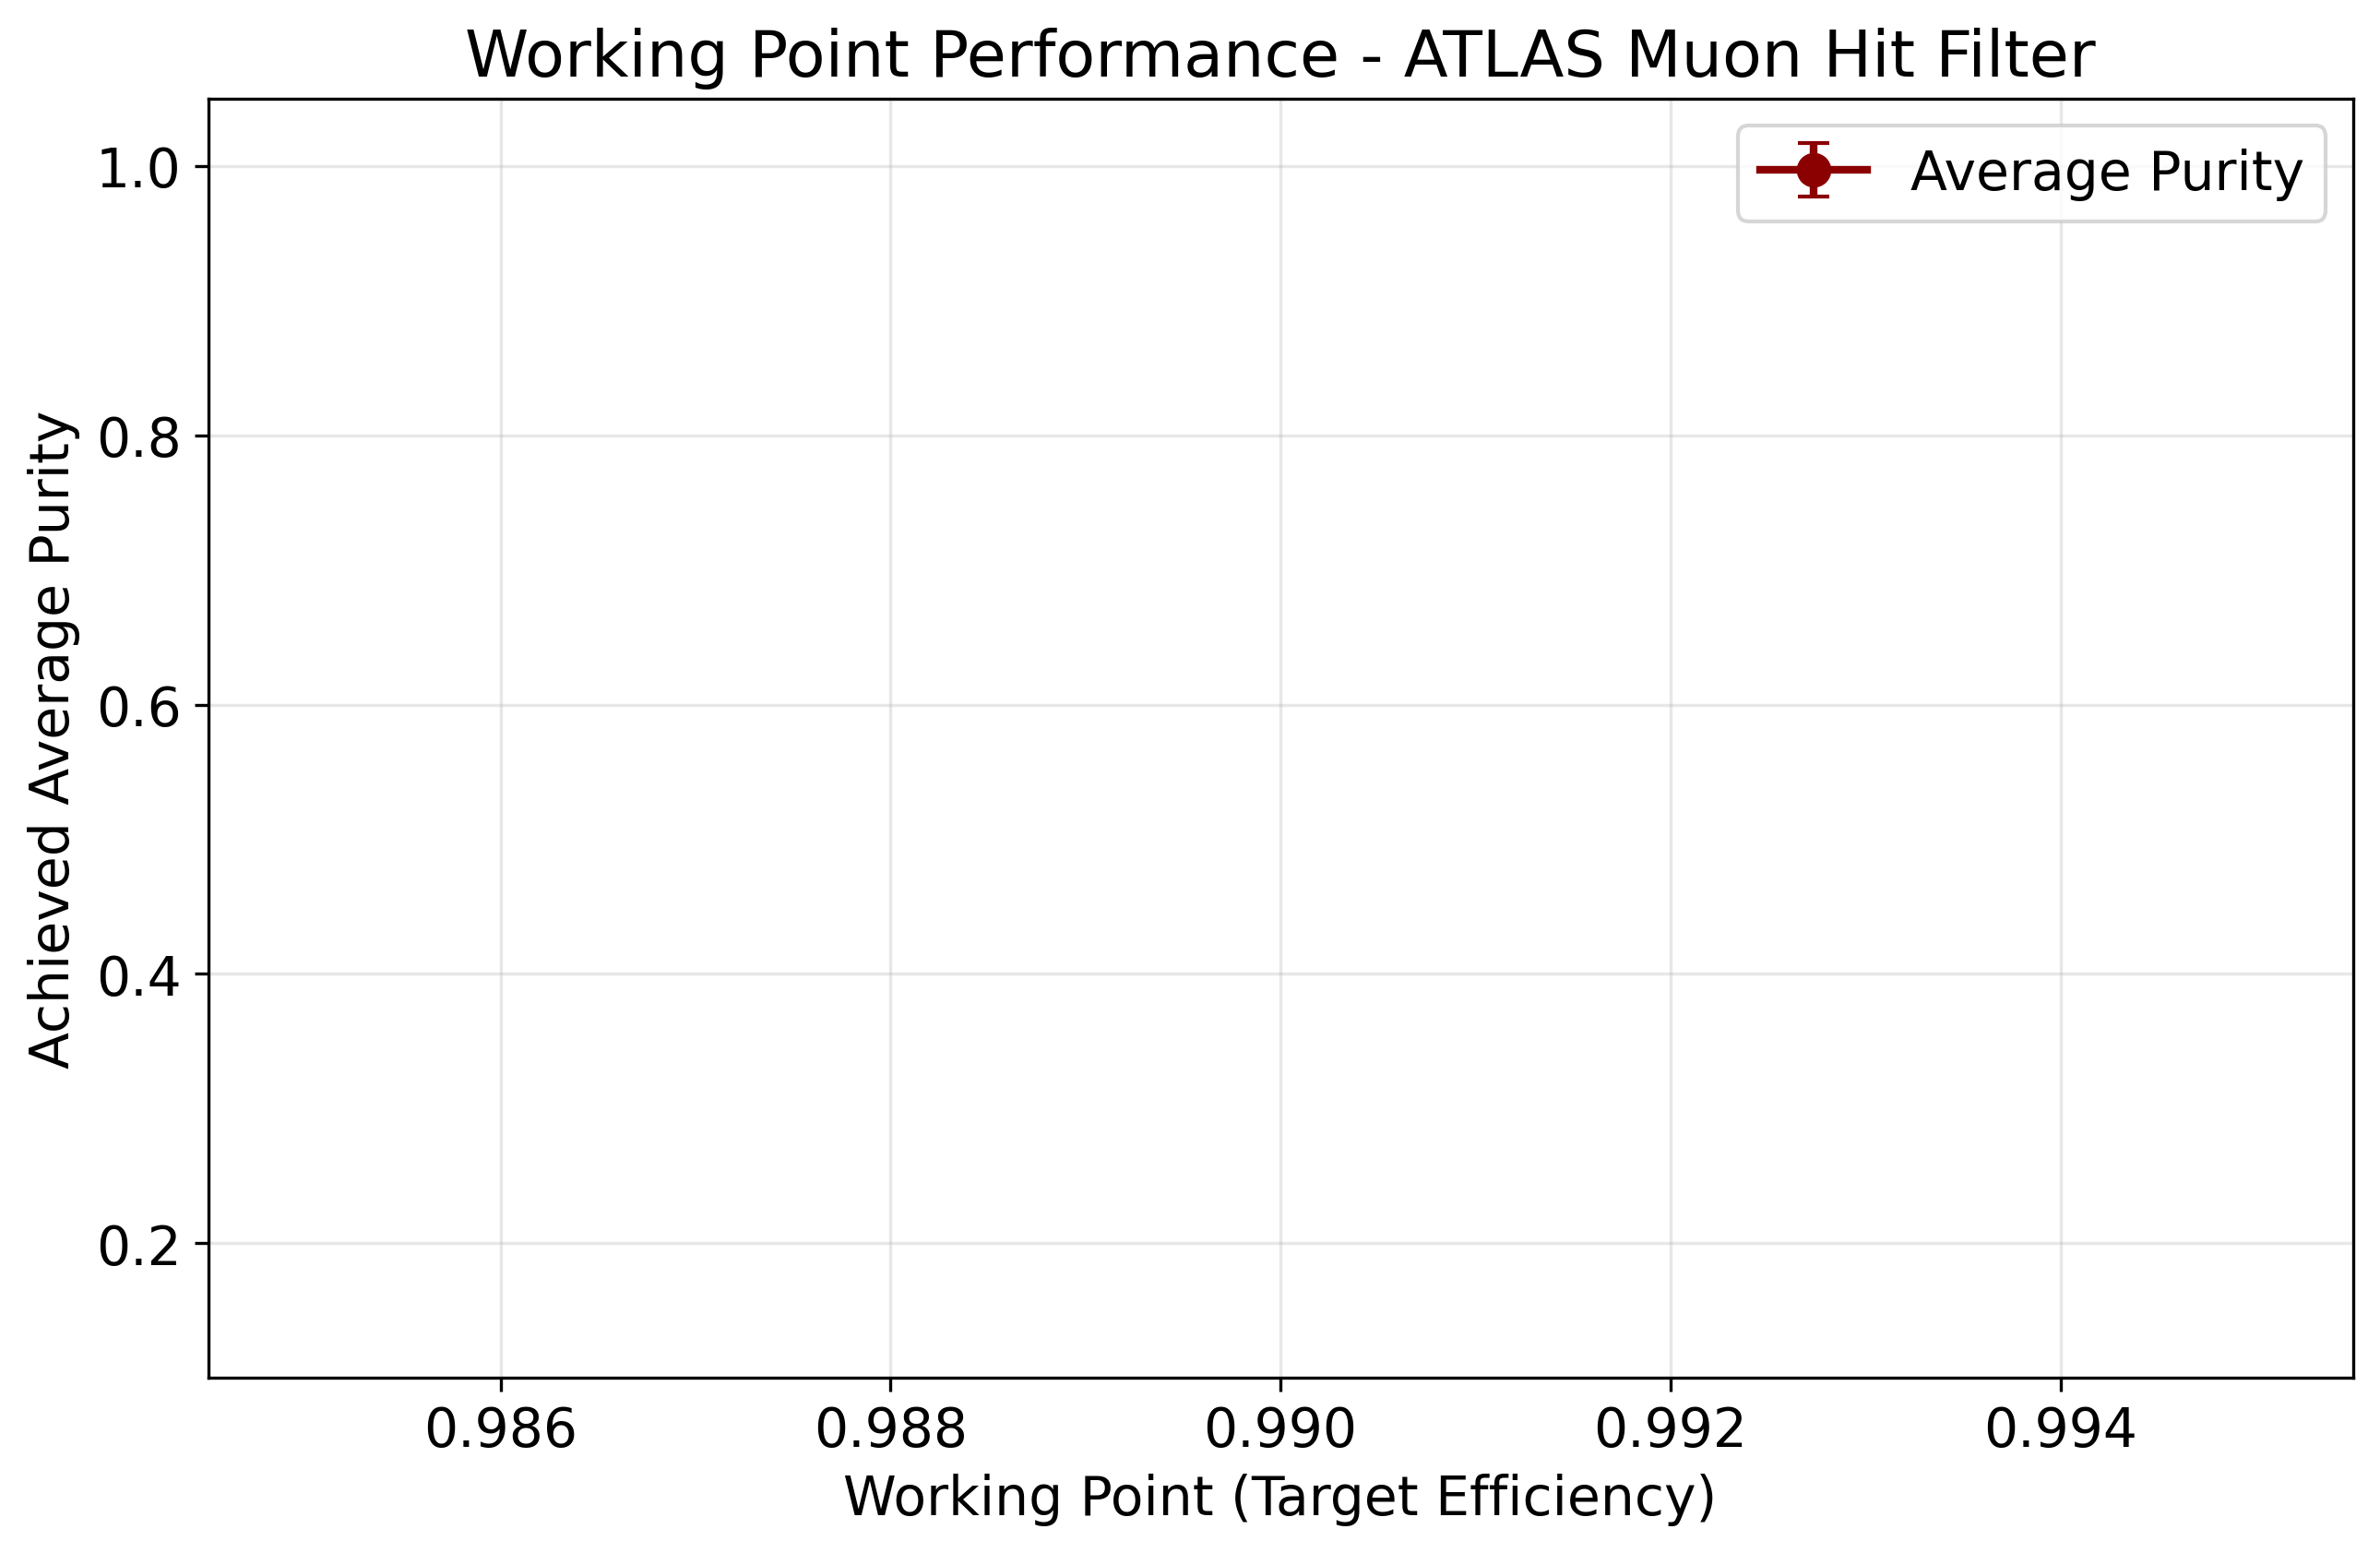 Working Point Performance - ATLAS Muon Hit Filter
Average Purity
Achieved Average Purity
1.0
0.8
0.6
0.4
0.2
0.986 0.988 0.990 0.992 0.994
Working Point (Target Efficiency)